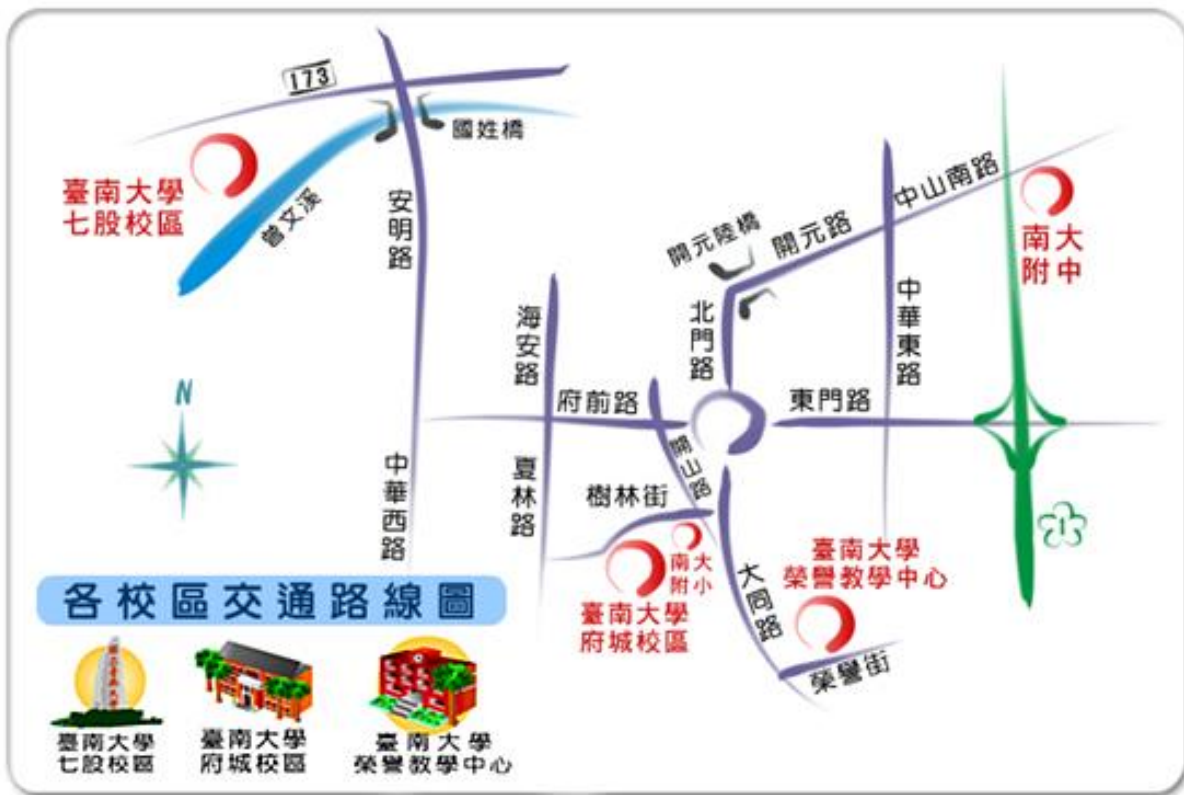 173
國姓橋
臺南大學
七股校區
曾文溪
安明路
中山南路
開元路
開元陸橋
南大
附中
北門路
中華東路
海安路
N
府前路
東門路
開山路
中華西路
夏林路
樹林街
1
南大
附小
臺南大學
府城校區
臺南大學
榮譽教學中心
大同路
榮譽街
各校區交通路線圖
臺南大學
七股校區
臺南大學
府城校區
臺南大學
榮譽教學中心